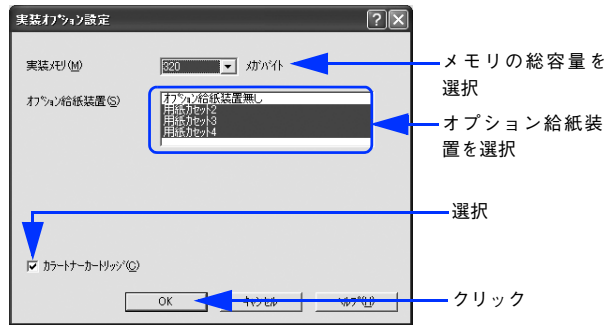 実装オプション設定
実装メモリ(M)
320
メガバイト
メモリの総容量を
選択
オプション給紙装置(S)
オプション給紙装置無し
用紙カセット2
用紙カセット3
用紙カセット4
オプション給紙装
置を選択
選択
カラートナーカートリッジ(C)
OK
キャンセル
ヘルプ(H)
クリック